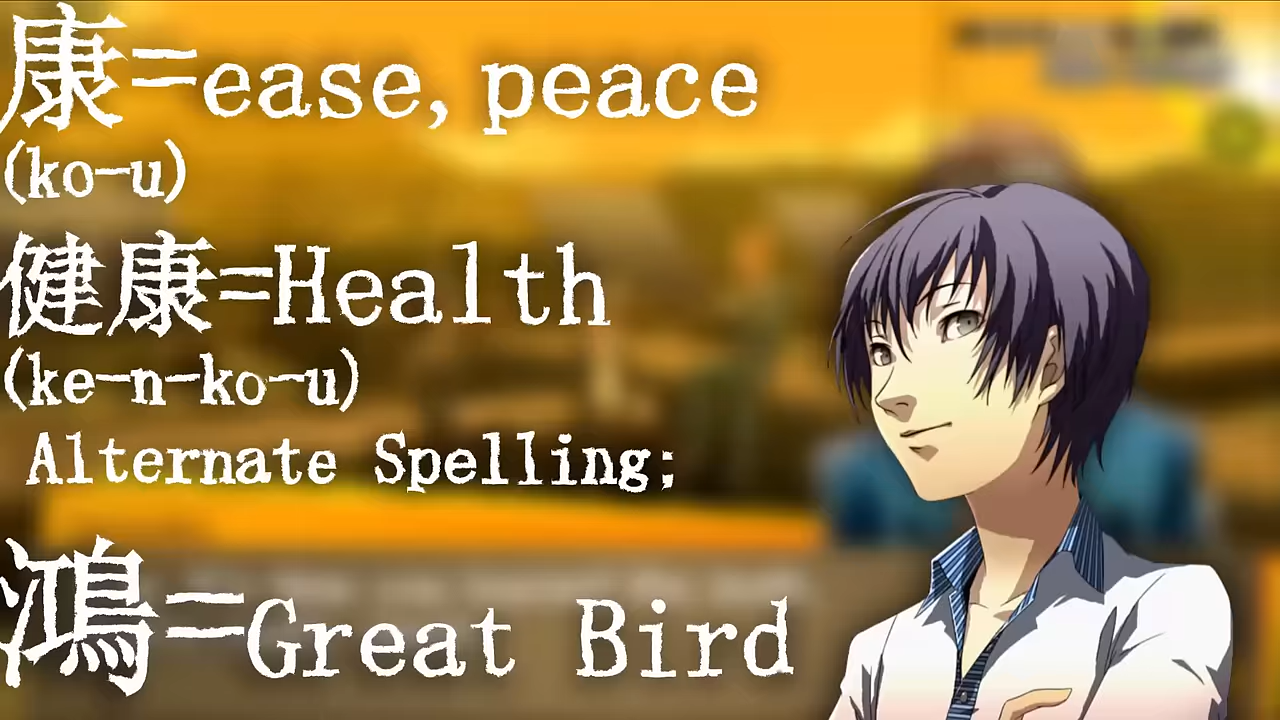 康=ease, peace
(ko-u)
健康=Health
(ke-n-ko-u)
Alternate Spelling;
鴻=Great Bird